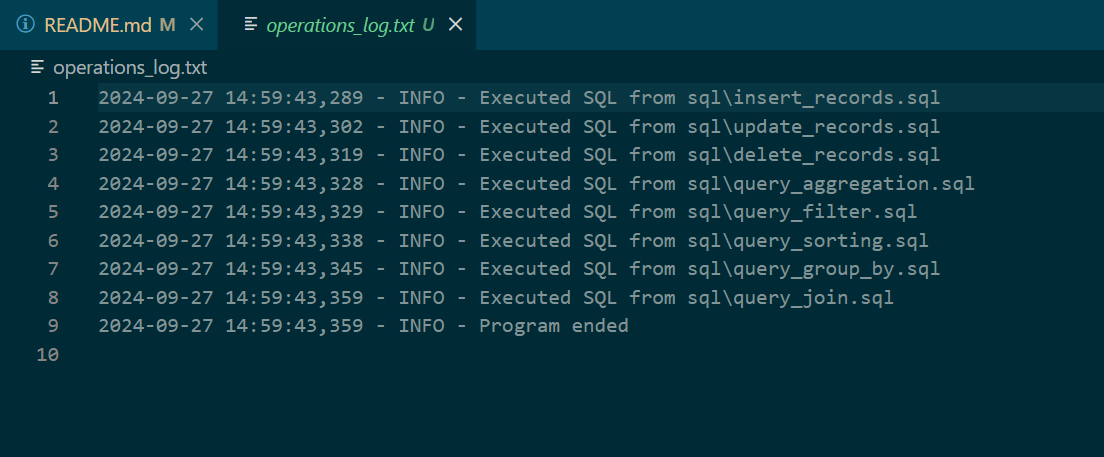 README.md M
operations_log.txt U
operations_log.txt
1 2024-09-27 14:59:43,289 - INFO - Executed SQL from sql\insert_records.sql
2 2024-09-27 14:59:43,302 - INFO - Executed SQL from sql\update_records.sql
3 2024-09-27 14:59:43,319 - INFO - Executed SQL from sql\delete_records.sql
4 2024-09-27 14:59:43,328 - INFO - Executed SQL from sql\query_aggregation.sql
5 2024-09-27 14:59:43,329 - INFO - Executed SQL from sql\query_filter.sql
6 2024-09-27 14:59:43,338 - INFO - Executed SQL from sql\query_sorting.sql
7 2024-09-27 14:59:43,345 - INFO - Executed SQL from sql\query_group_by.sql
8 2024-09-27 14:59:43,359 - INFO - Executed SQL from sql\query_join.sql
9 2024-09-27 14:59:43,359 - INFO - Program ended
10